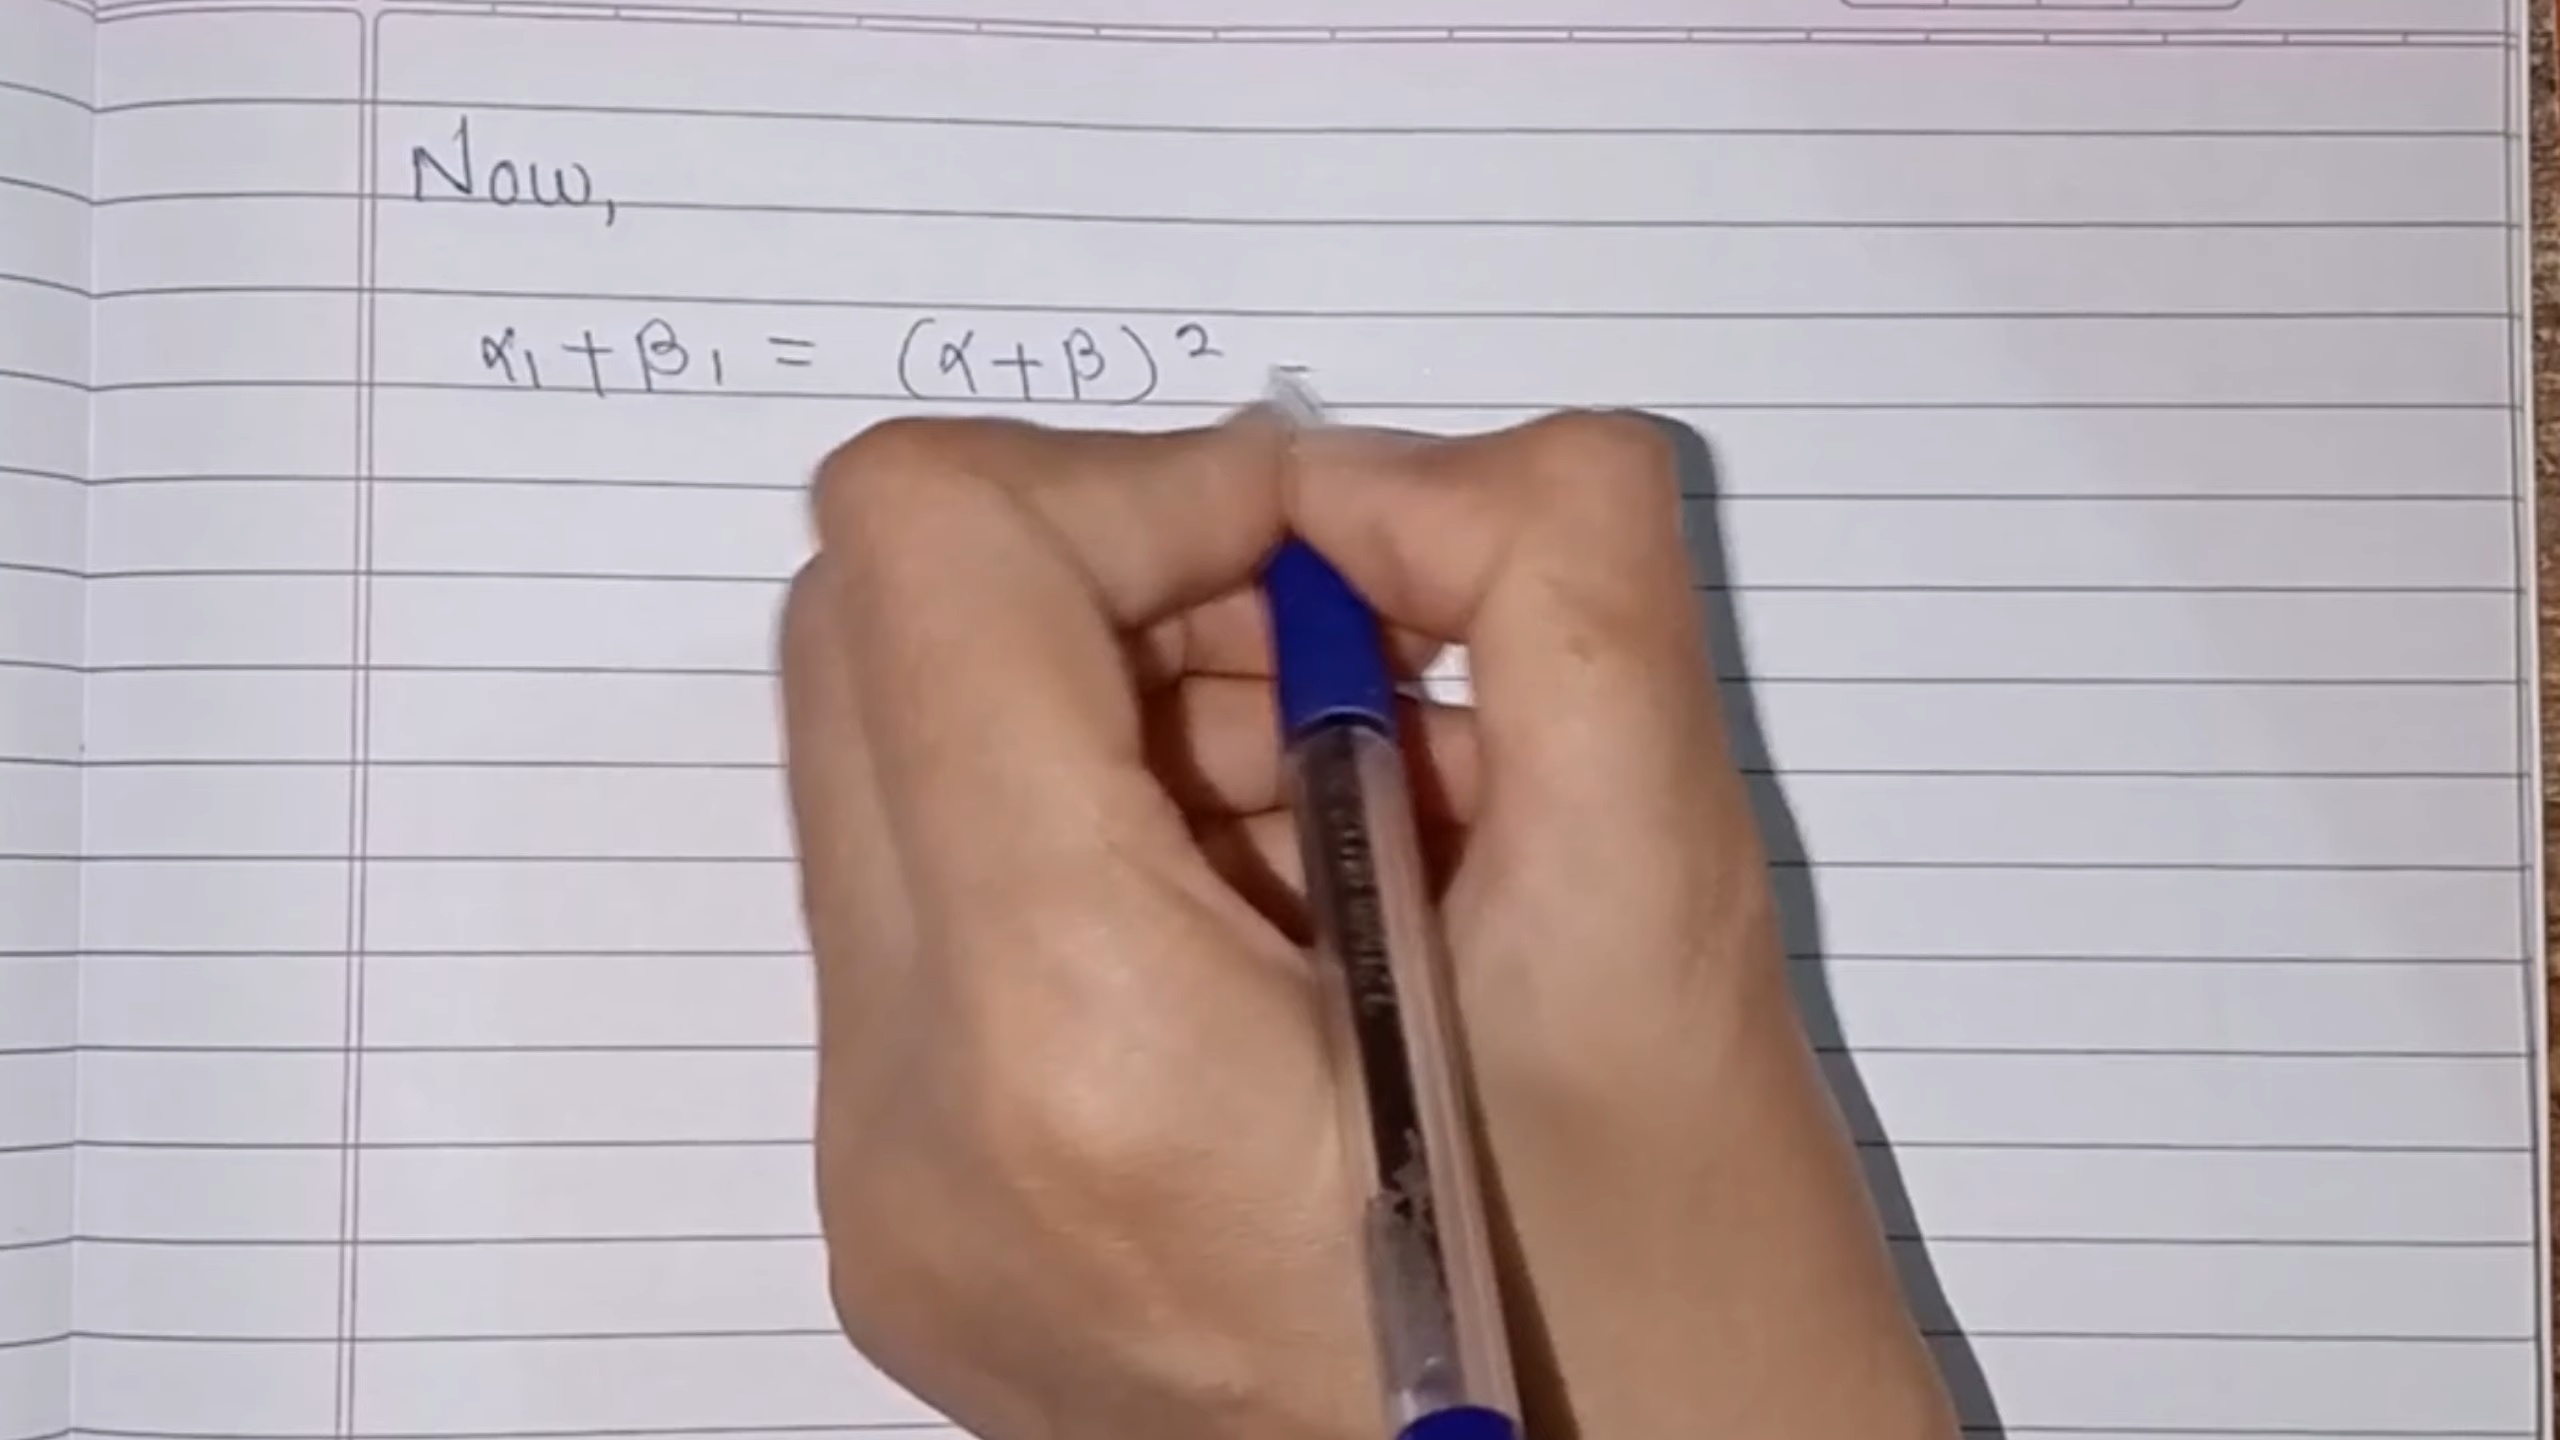 Now,
α₁ + β₁ = (α + β)² -